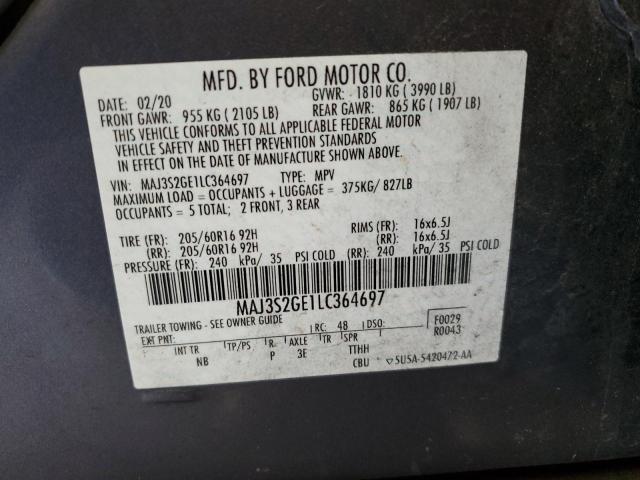 MFD. BY FORD MOTOR CO.
DATE: 02/20 GVWR: 1810 KG ( 3990 LB)
FRONT GAWR: 955 KG ( 2105 LB) REAR GAWR: 865 KG ( 1907 LB)
THIS VEHICLE CONFORMS TO ALL APPLICABLE FEDERAL MOTOR
VEHICLE SAFETY AND THEFT PREVENTION STANDARDS
IN EFFECT ON THE DATE OF MANUFACTURE SHOWN ABOVE.
VIN: MAJ3S2GE1LC364697 TYPE: MPV
MAXIMUM LOAD = OCCUPANTS + LUGGAGE = 375KG/ 827LB
OCCUPANTS = 5 TOTAL; 2 FRONT, 3 REAR
TIRE (FR): 205/60R16 92H RIMS (FR): 16x6.5J
(RR): 205/60R16 92H (RR): 16x6.5J
PRESSURE (FR): 240 kPa/ 35 PSI COLD (RR): 240 kPa/ 35 PSI COLD
MAJ3S2GE1LC364697
TRAILER TOWING - SEE OWNER GUIDE
EXT PNT: RC: 48 DSO: F0029
INT TR TP/PS R AXLE TR SPR R0043
NB P 3E TTHH
CBU 5U5A-5420472-AA